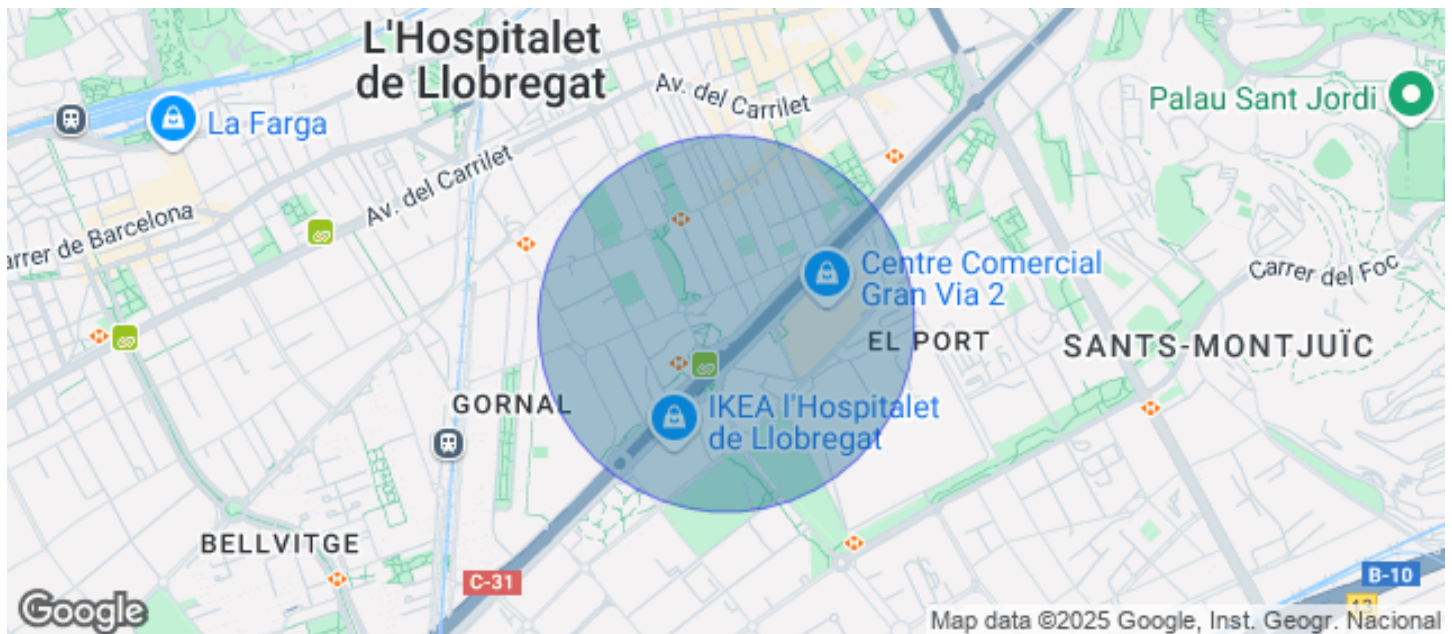 L'Hospitalet
de Llobregat
Av. del Carrilet
Palau Sant Jordi
La Farga
Av. del Carrilet
arrer de Barcelona
Centre Comercial
Gran Via 2
Carrer del Foc
EL PORT
SANTS-MONTJUÏC
GORNAL
IKEA l'Hospitalet
de Llobregat
BELLVITGE
C-31
B-10
13
Google
Map data ©2025 Google, Inst. Geogr. Nacional